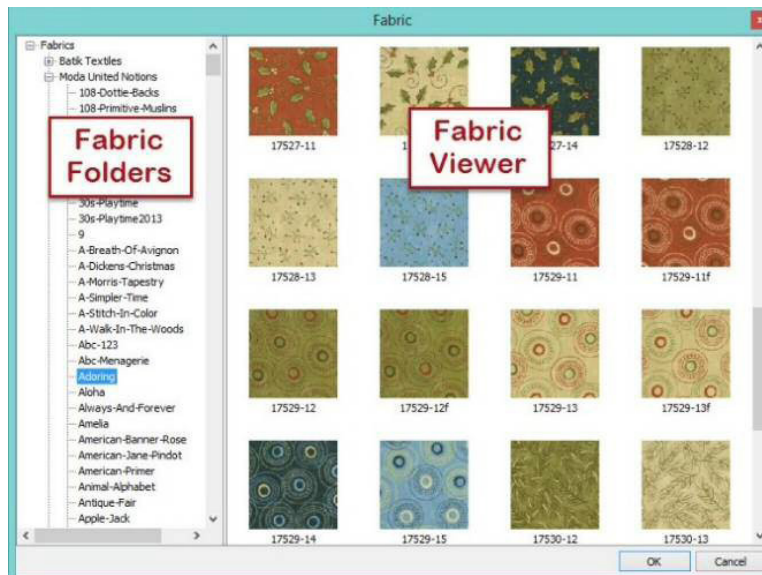 Fabric
x
Fabrics
Batik Textiles
Moda United Notions
108-Dottie-Backs
108-Primitive-Muslins
Fabric
Folders
30s-Playtime
30s-Playtime2013
9
A-Breath-Of-Avignon
A-Dickens-Christmas
A-Morris-Tapestry
A-Simpler-Time
A-Stitch-In-Color
A-Walk-In-The-Woods
Abc-123
Abc-Menagerie
Adoring
Aloha
Always-And-Forever
Amelia
American-Banner-Rose
American-Jane-Pindot
American-Primer
Animal-Alphabet
Antique-Fair
Apple-Jack
Fabric
Viewer
17527-11
27-14
17528-12
17528-13
17528-15
17529-11
17529-11f
17529-12
17529-12f
17529-13
17529-13f
17529-14
17529-15
17530-12
17530-13
OK
Cancel